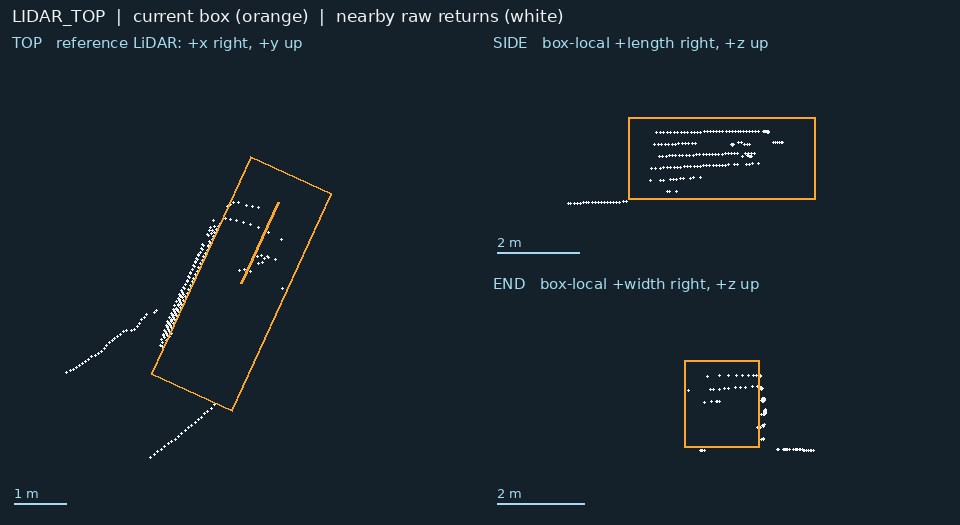 LIDAR_TOP | current box (orange) | nearby raw returns (white)
TOP reference LiDAR: +x right, +y up
SIDE box-local +length right, +z up
2 m
END box-local +width right, +z up
1 m
2 m